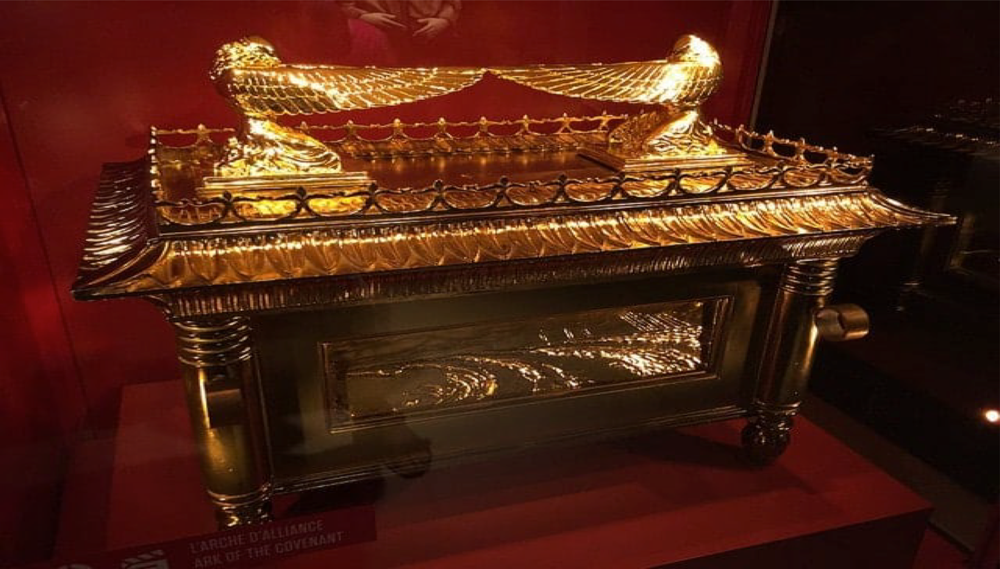 L'ARCHE D'ALLIANCE
ARK OF THE COVENANT